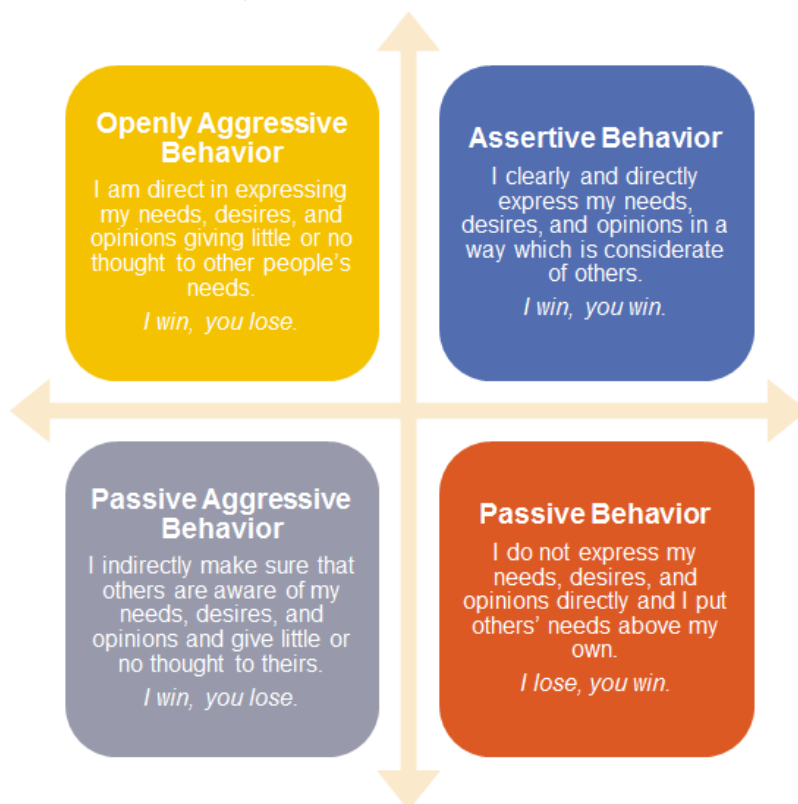 Openly Aggressive
Behavior
I am direct in expressing
my needs, desires, and
opinions giving little or no
thought to other people's
needs.
I win, you lose.
Assertive Behavior
I clearly and directly
express my needs,
desires, and opinions in a
way which is considerate
of others.
I win, you win.
Passive Aggressive
Behavior
I indirectly make sure that
others are aware of my
needs, desires, and
opinions and give little or
no thought to theirs.
I win, you lose.
Passive Behavior
I do not express my
needs, desires, and
opinions directly and I put
others' needs above my
own.
I lose, you win.